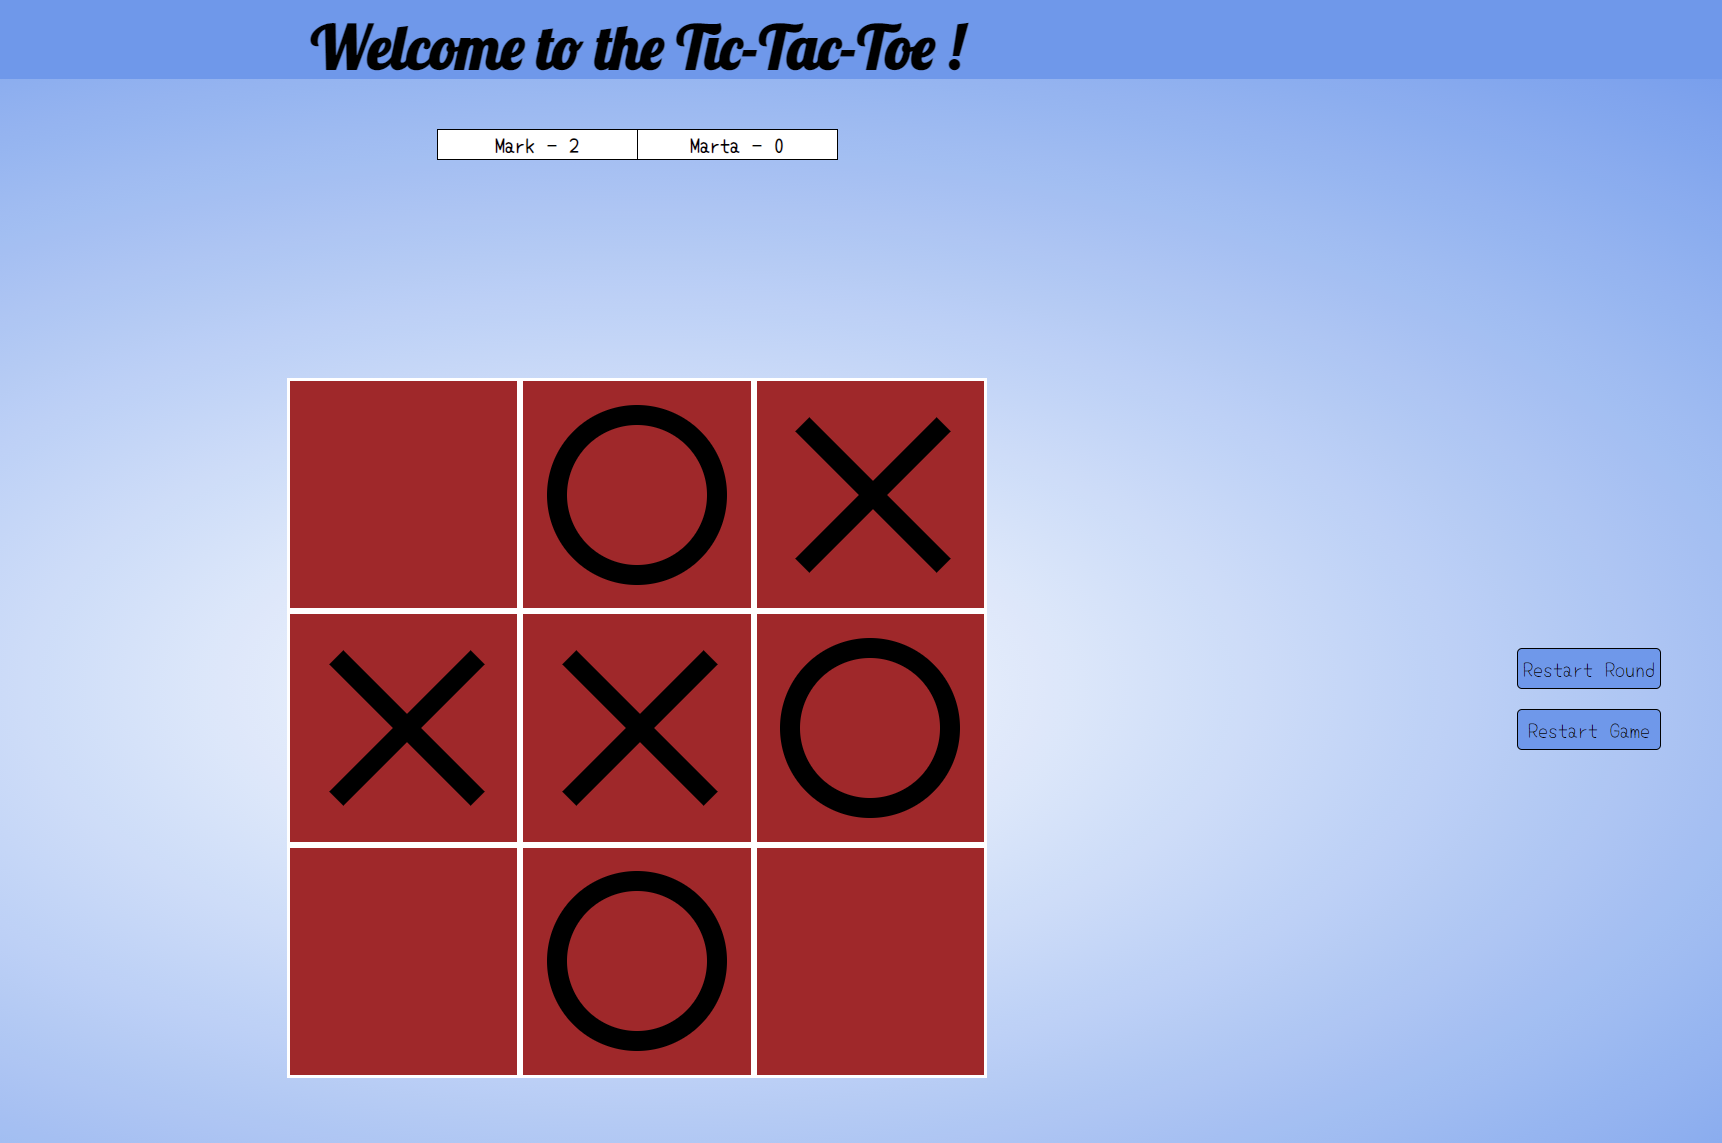 Welcome to the Tic-Tac-Toe !
Mark - 2
Marta - 0
Restart Round
Restart Game